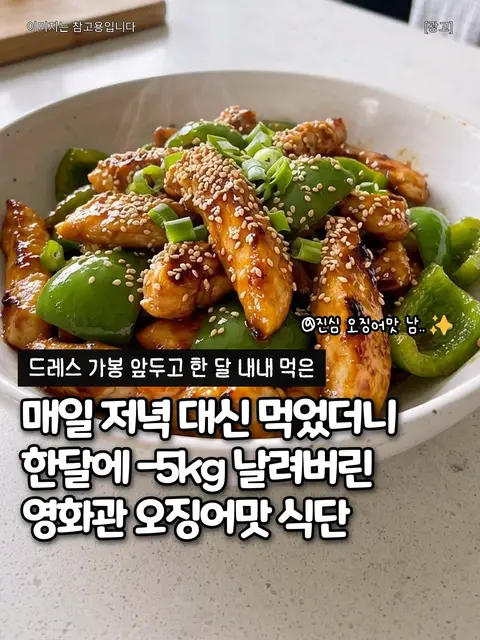 이미지는 참고용입니다
[광고]
@진심 오징어맛 남..
드레스 가봉 앞두고 한 달 내내 먹은
매일 저녁 대신 먹었더니
한달에 -5kg 날려버린
영화관 오징어맛 식단